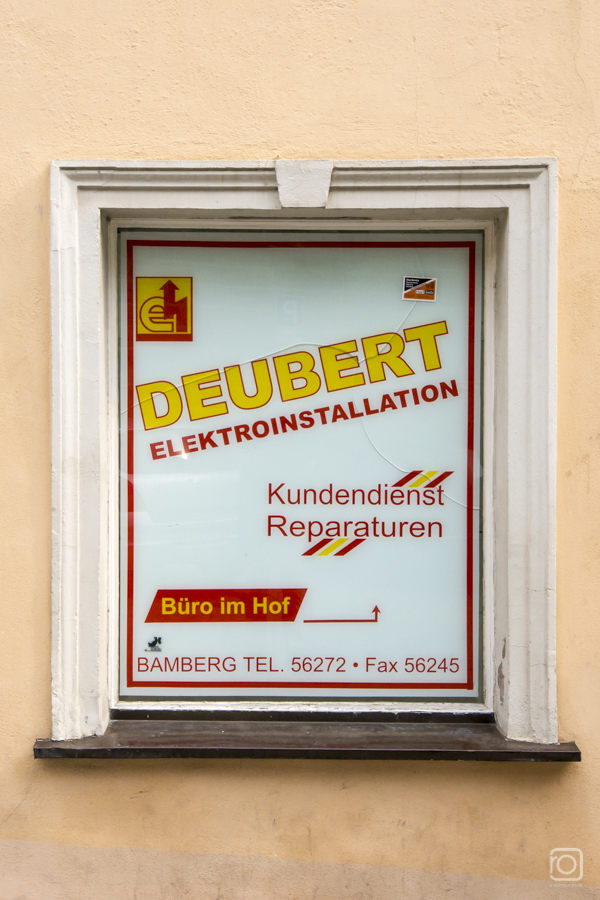 DEUBERT
ELEKTROINSTALLATION
Kundendienst
Reparaturen
Büro im Hof
BAMBERG TEL. 56272 • Fax 56245